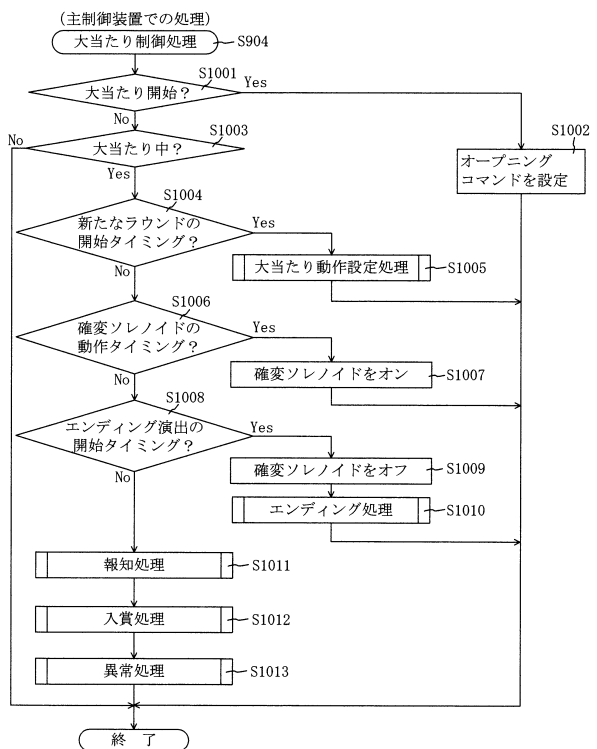 (主制御装置での処理)
大当たり制御処理
S904
S1001
大当たり開始?
Yes
No
S1002
オープニング
コマンドを設定
S1003
大当たり中?
No
Yes
S1004
新たなラウンドの
開始タイミング?
Yes
No
大当たり動作設定処理
S1005
S1006
確変ソレノイドの
動作タイミング?
Yes
No
確変ソレノイドをオン
S1007
S1008
エンディング演出の
開始タイミング?
Yes
No
確変ソレノイドをオフ
S1009
エンディング処理
S1010
報知処理
S1011
入賞処理
S1012
異常処理
S1013
終 了